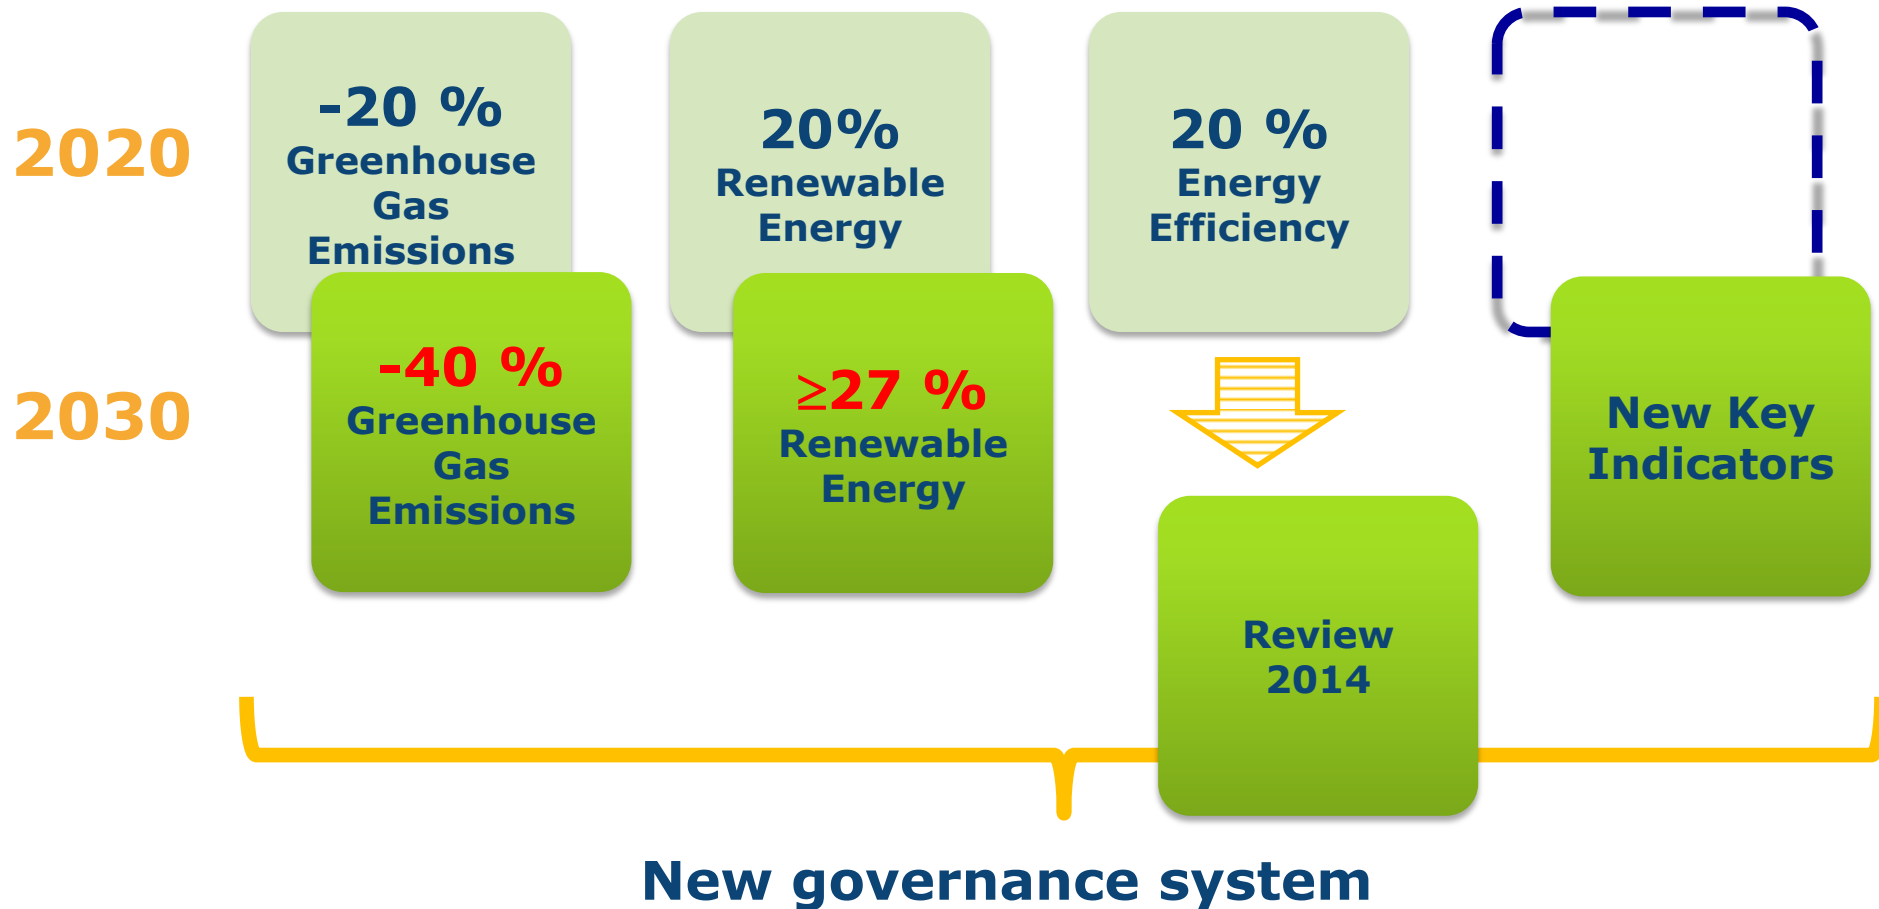 2020
-20 %
Greenhouse
Gas
Emissions
20%
Renewable
Energy
20 %
Energy
Efficiency
2030
-40 %
Greenhouse
Gas
Emissions
≥27 %
Renewable
Energy
Review
2014
New Key
Indicators
New governance system